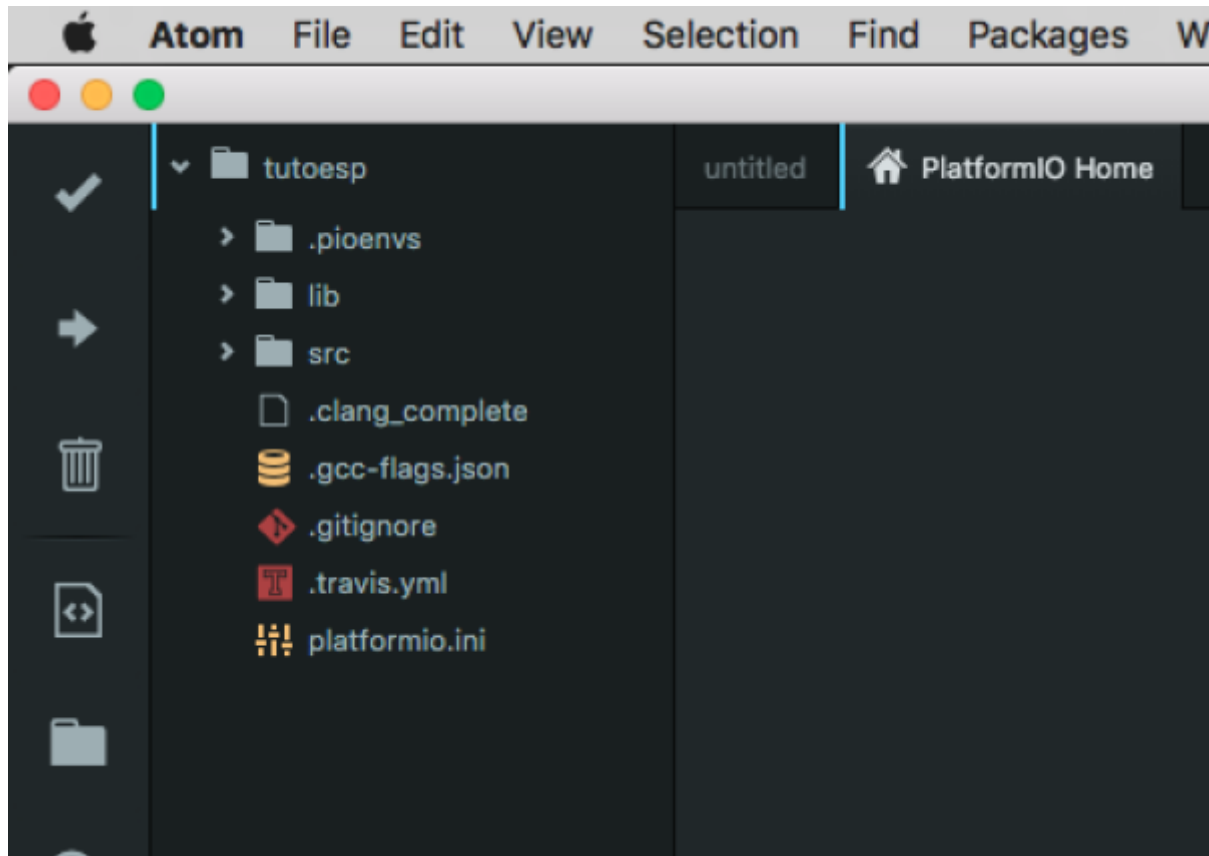 Atom File Edit View Selection Find Packages W
tutoesp
untitled PlatformIO Home
.pioenvs
lib
src
.clang_complete
.gcc-flags.json
.gitignore
.travis.yml
platformio.ini